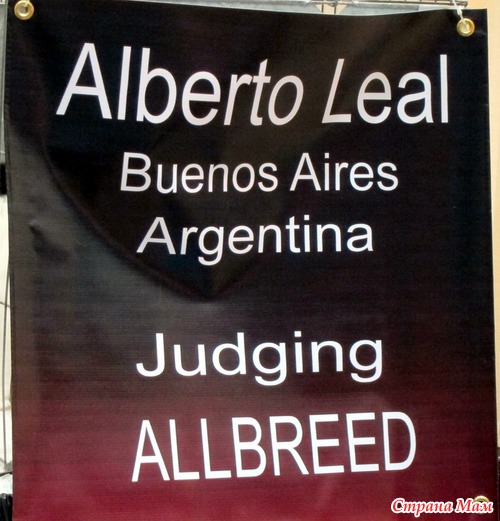 Alberto Leal
Buenos Aires
Argentina
Judging
ALLBREED
Страна Мам